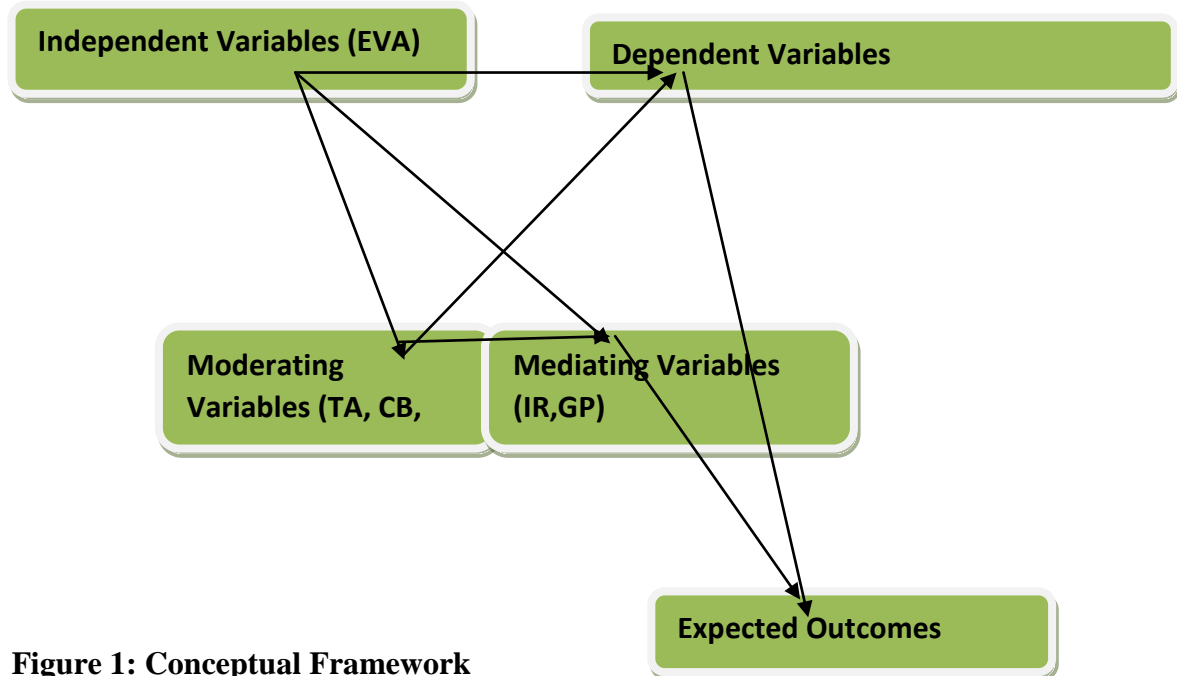 Independent Variables (EVA)
Dependent Variables
Moderating
Variables (TA, CB,
Mediating Variables
(IR,GP)
Expected Outcomes
Figure 1: Conceptual Framework